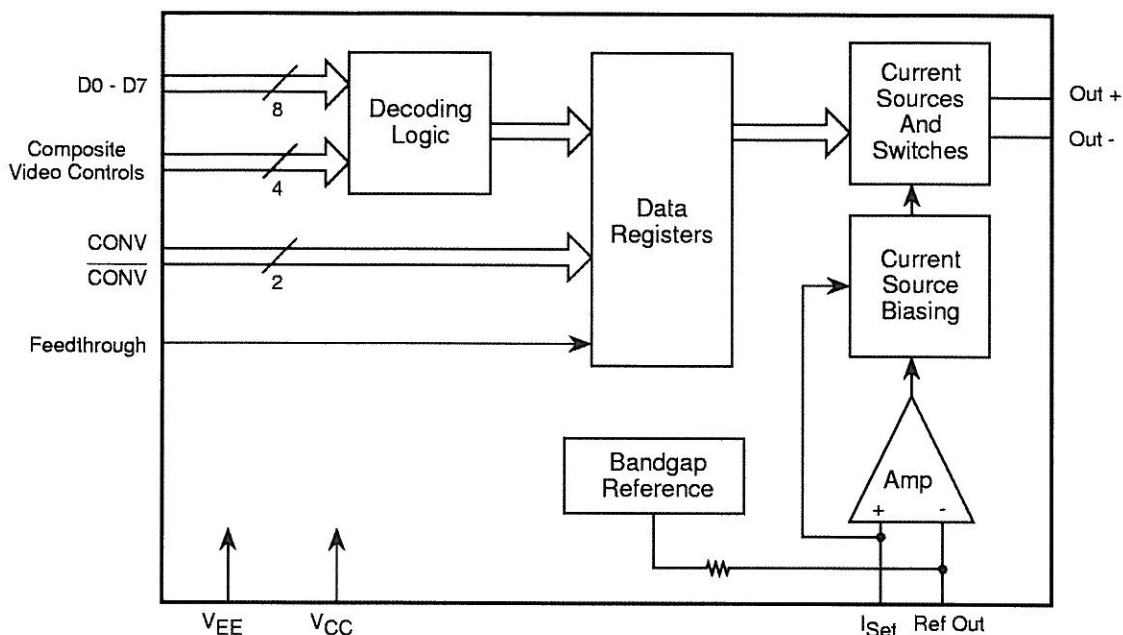 D0 - D7
8
Composite
Video Controls
4
CONV
CONV
2
Feedthrough
Decoding
Logic
Data
Registers
Current
Sources
And
Switches
Out +
Out -
Current
Source
Biasing
Bandgap
Reference
Amp
+ -
VEE
VCC
ISet
Ref Out